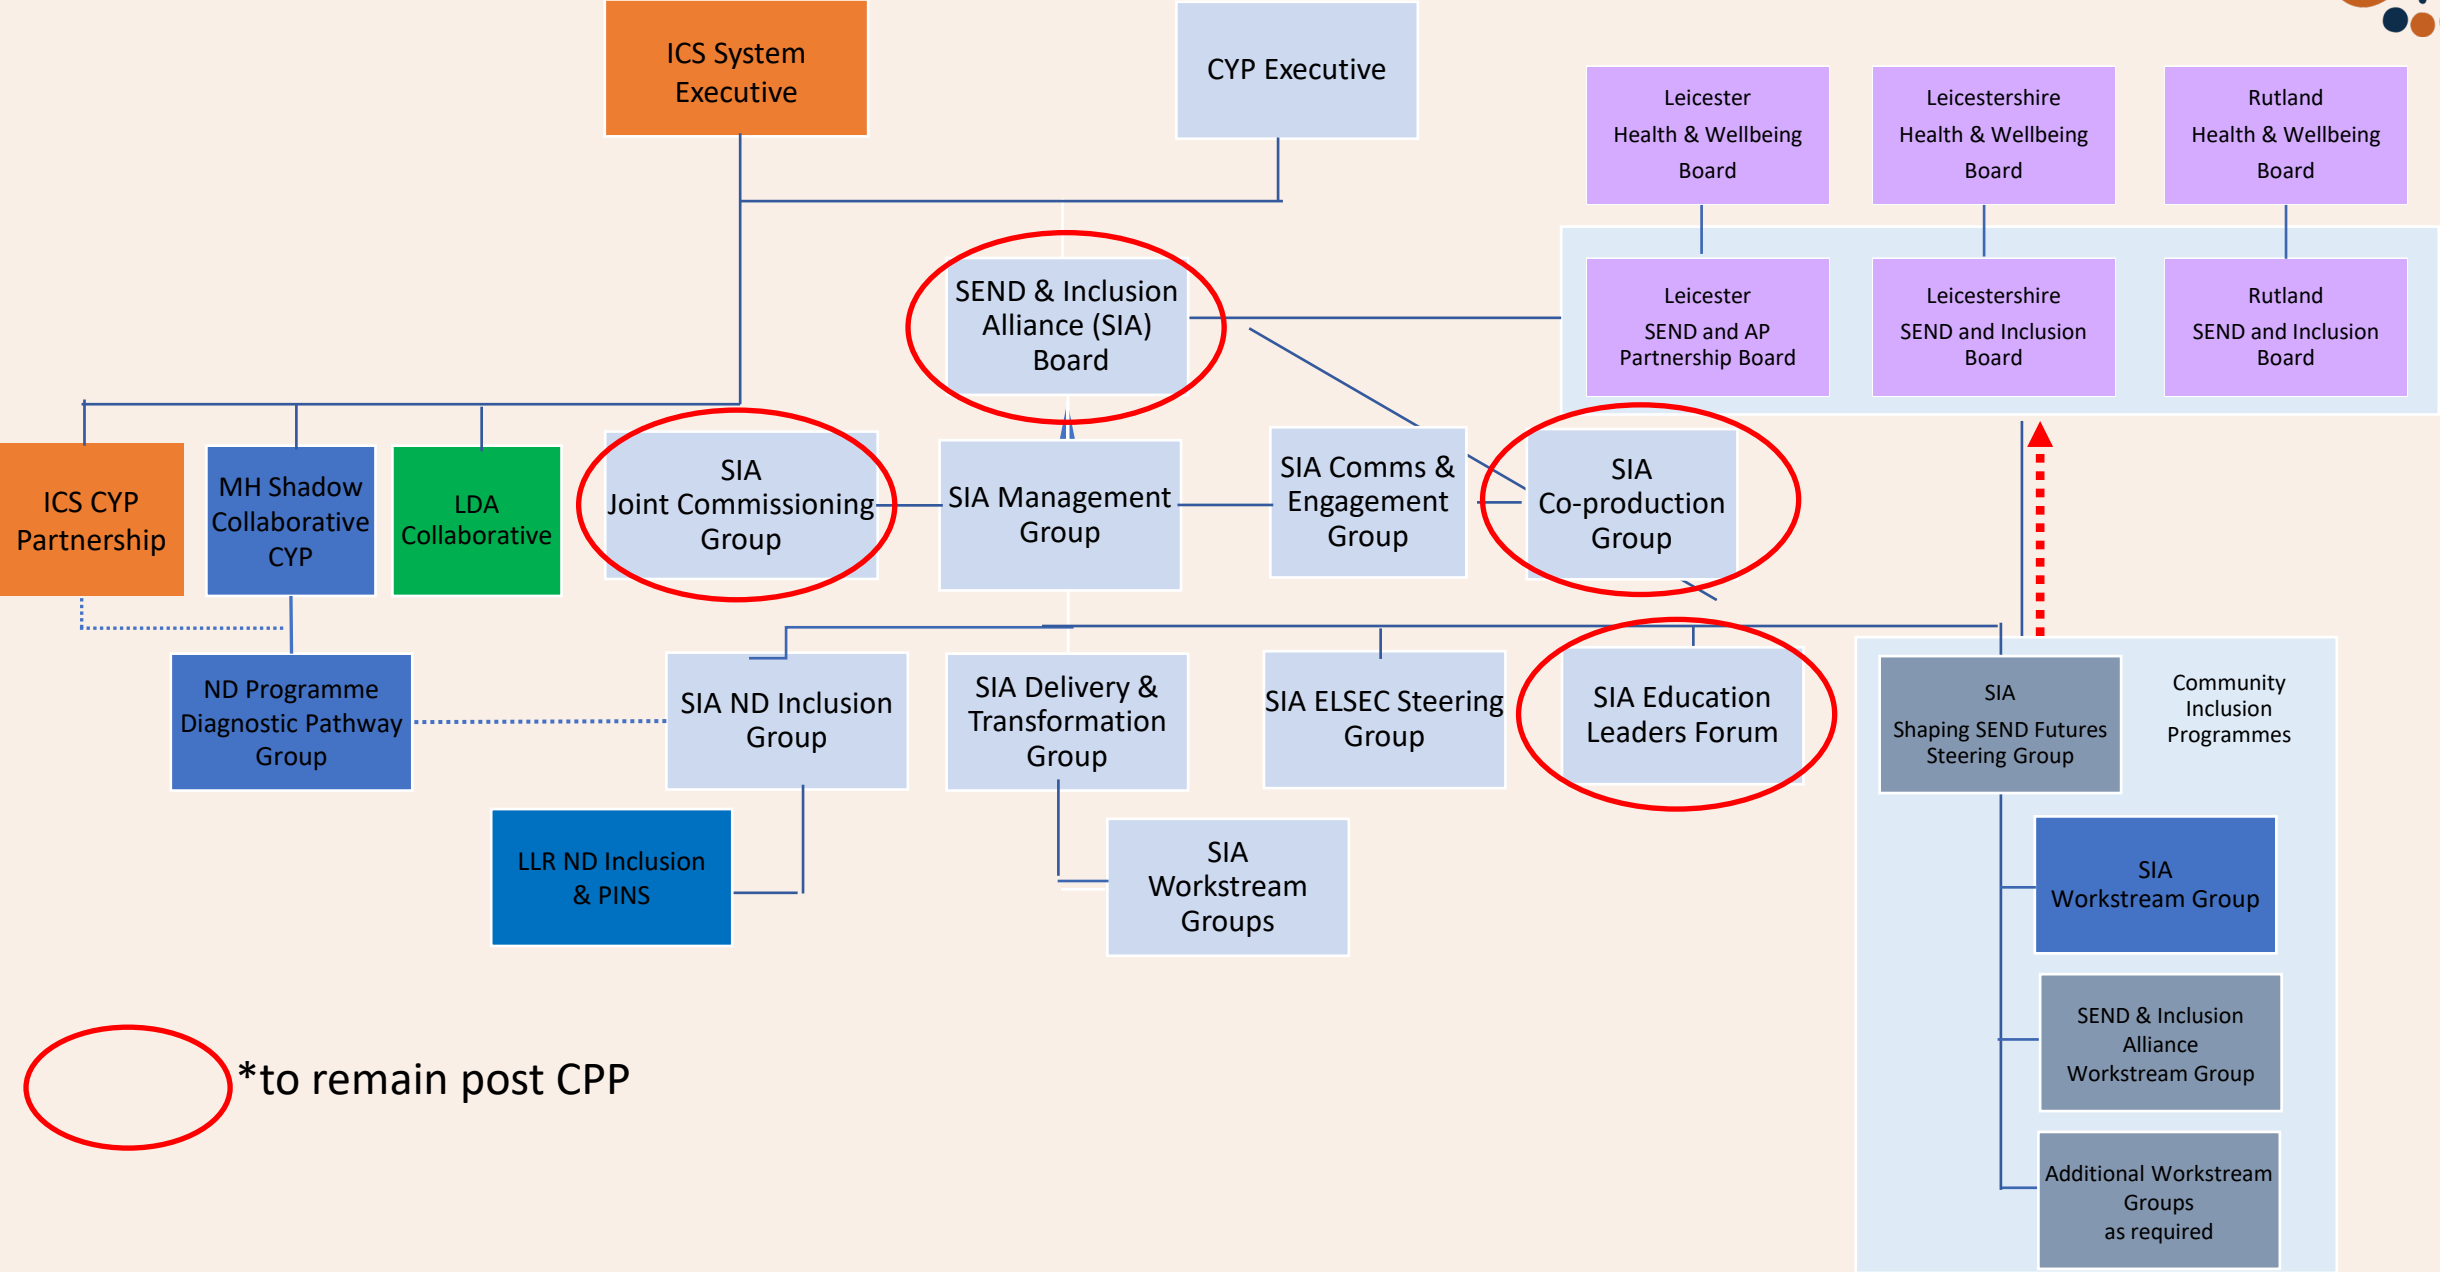 ICS System
Executive
CYP Executive
Leicester
Health & Wellbeing
Board
Leicestershire
Health & Wellbeing
Board
Rutland
Health & Wellbeing
Board
SEND & Inclusion
Alliance (SIA)
Board
Leicester
SEND and AP
Partnership Board
Leicestershire
SEND and Inclusion
Board
Rutland
SEND and Inclusion
Board
ICS CYP
Partnership
MH Shadow
Collaborative
CYP
LDA
Collaborative
SIA
Joint Commissioning
Group
SIA Management
Group
SIA Comms &
Engagement
Group
SIA
Co-production
Group
ND Programme
Diagnostic Pathway
Group
SIA ND Inclusion
Group
SIA Delivery &
Transformation
Group
SIA ELSEC Steering
Group
SIA Education
Leaders Forum
SIA
Shaping SEND Futures
Steering Group
Community
Inclusion
Programmes
LLR ND Inclusion
& PINS
SIA
Workstream
Groups
SIA
Workstream Group
SEND & Inclusion
Alliance
Workstream Group
Additional Workstream
Groups
as required
*to remain post CPP